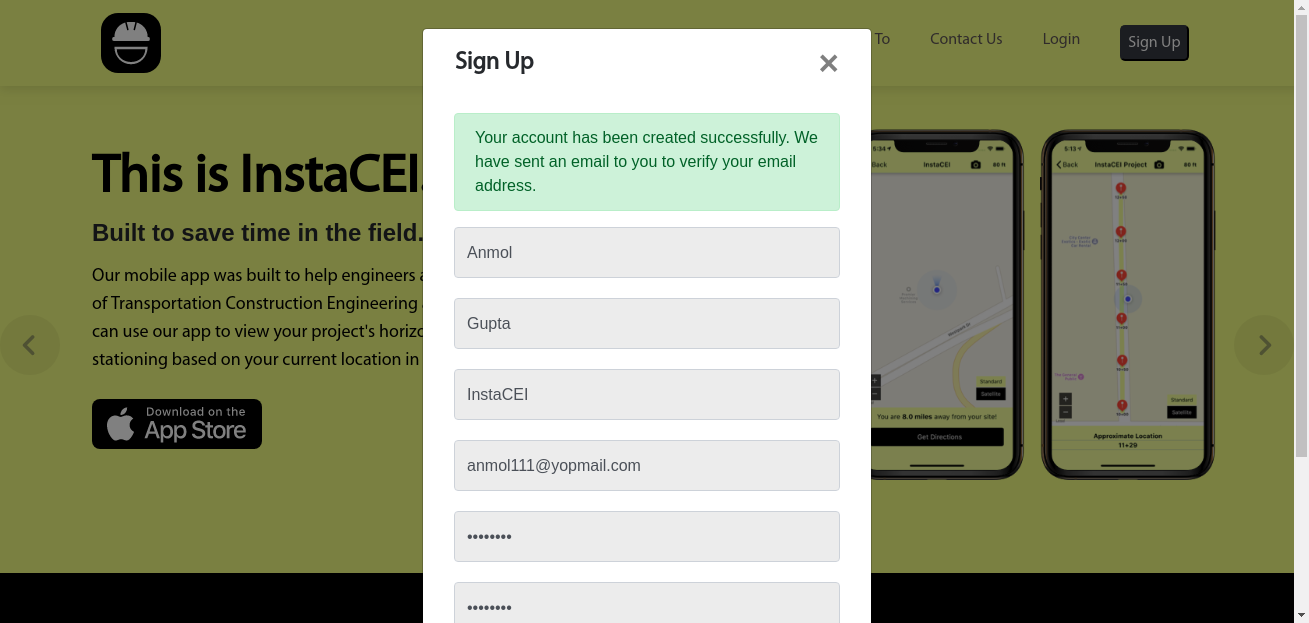 To
Contact Us
Login
Sign Up
Sign Up
×
Your account has been created successfully. We
have sent an email to you to verify your email
address.
Anmol
Gupta
InstaCEI
anmol111@yopmail.com
••••••••
••••••••
This is InstaCEI.
Built to save time in the field.
Our mobile app was built to help engineers
of Transportation Construction Engineering
can use our app to view your project's
stationing based on your current location in
Download on the
App Store
5:34
Back
InstaCEI
80 ft
Standard
Satellite
You are 8.0 miles away from your site!
Get Directions
5:13
Back
InstaCEI Project
80 ft
Standard
Satellite
Approximate Location
11+29